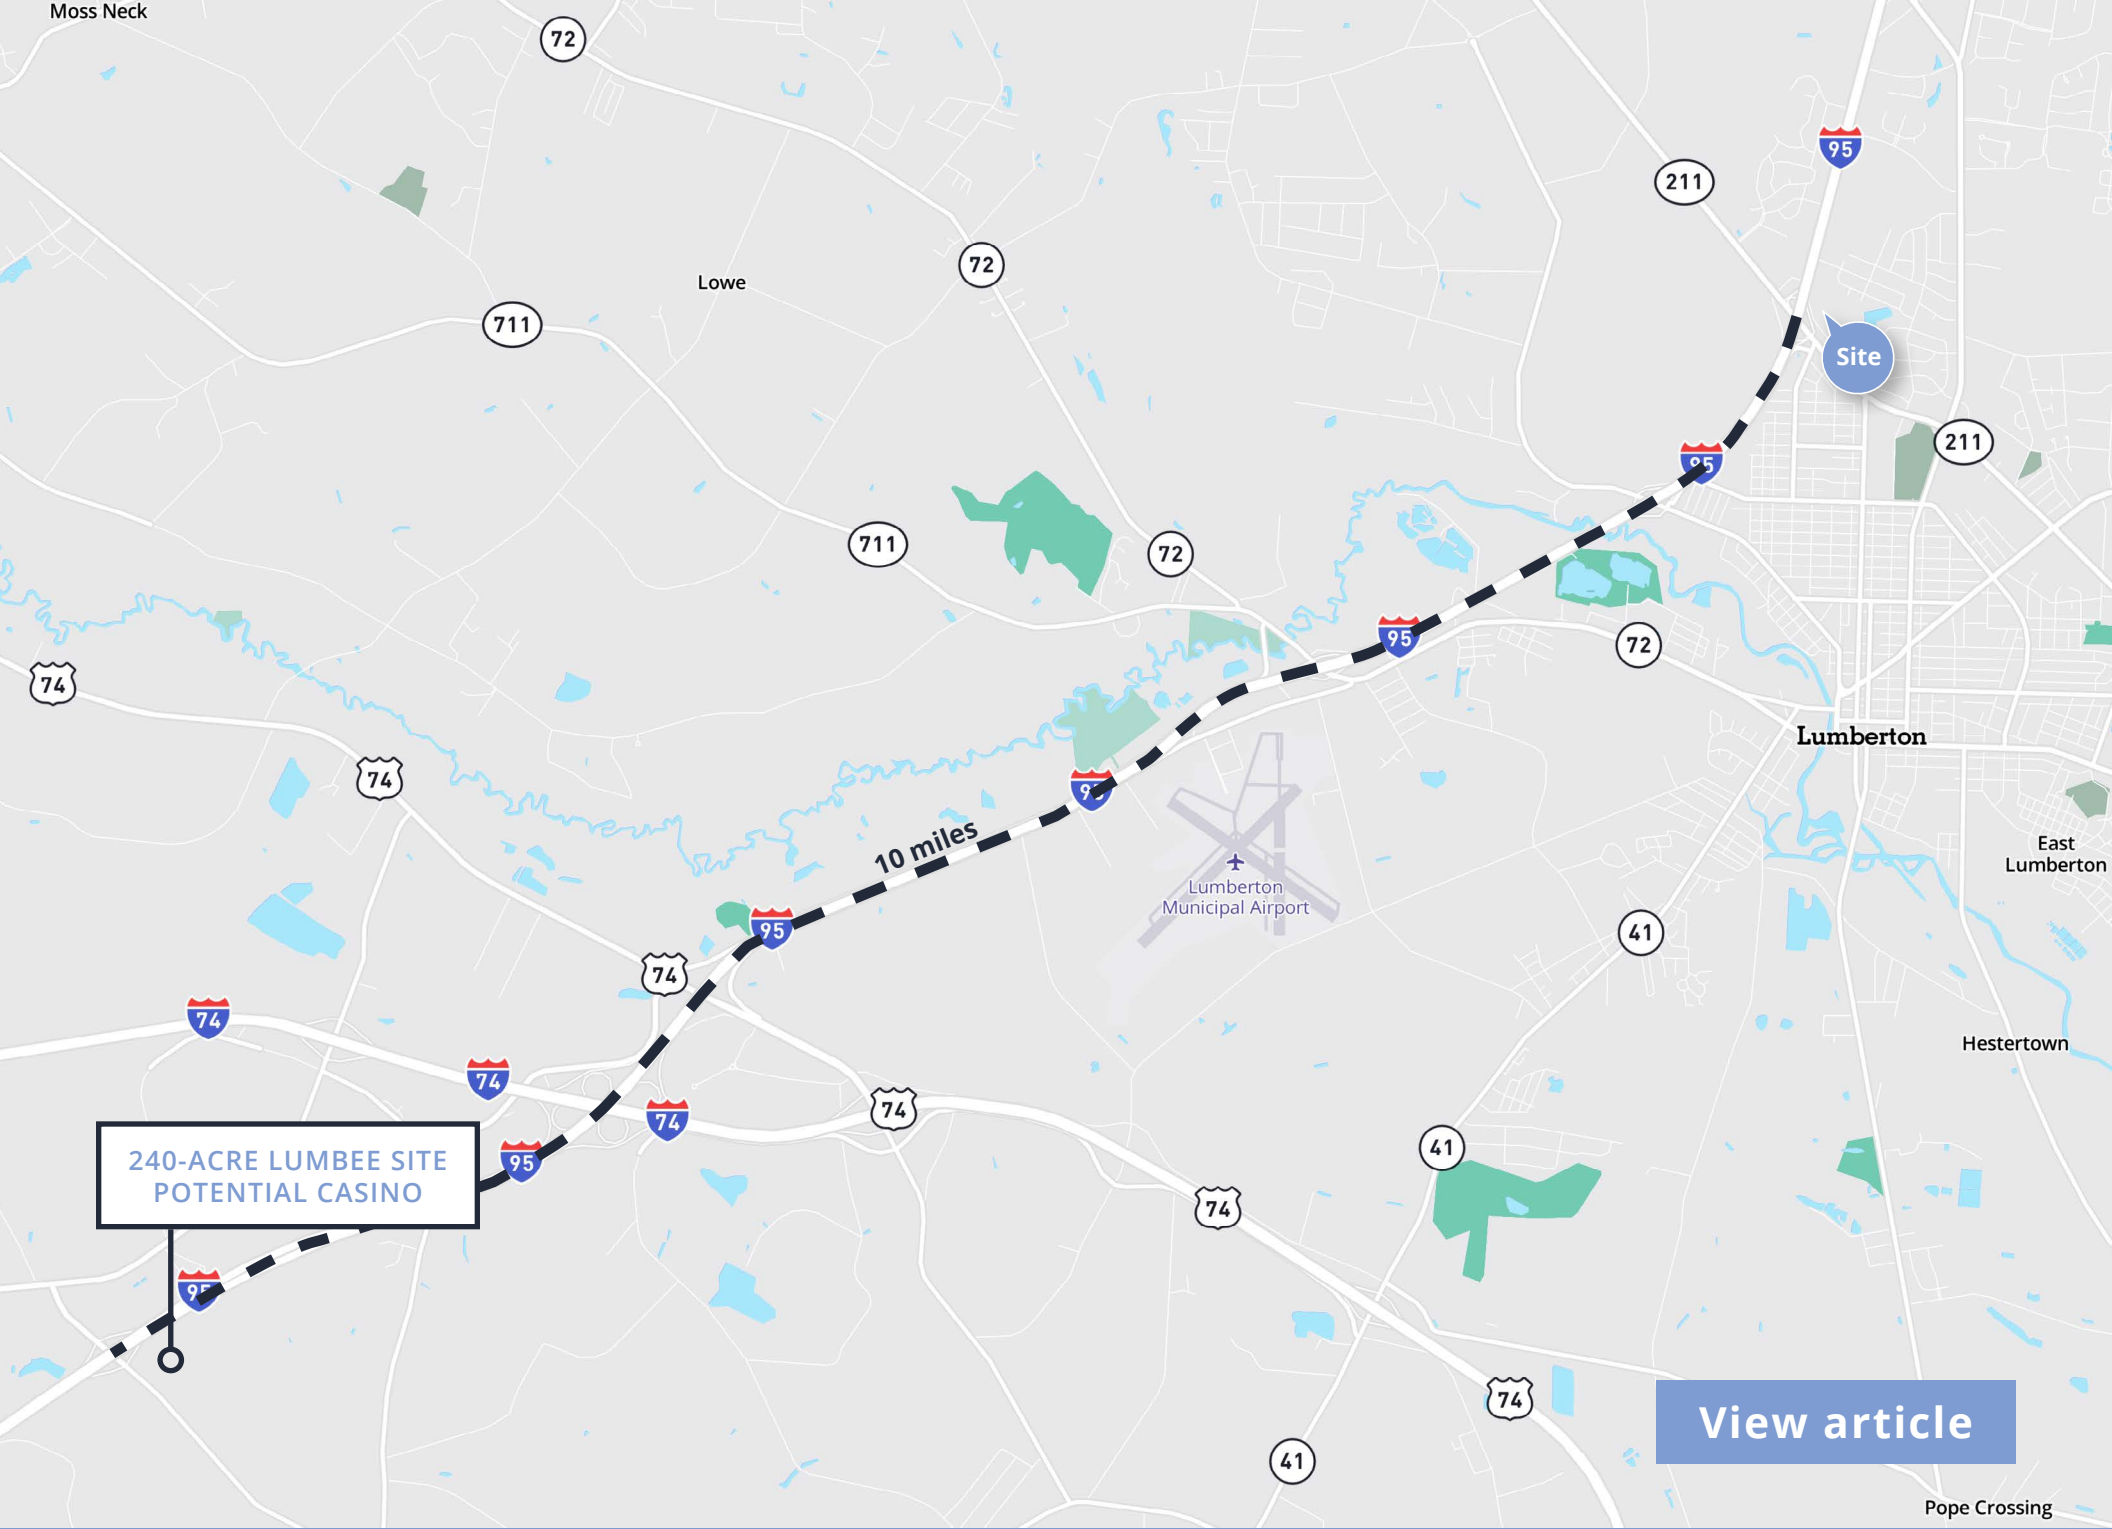 Moss Neck
72
95
211
72
Lowe
711
Site
211
95
711
72
95
72
74
Lumberton
74
95
10 miles
East
Lumberton
Lumberton
Municipal Airport
95
41
74
74
Hestertown
74
74
74
41
95
240-ACRE LUMBEE SITE
POTENTIAL CASINO
74
95
74
View article
41
Pope Crossing